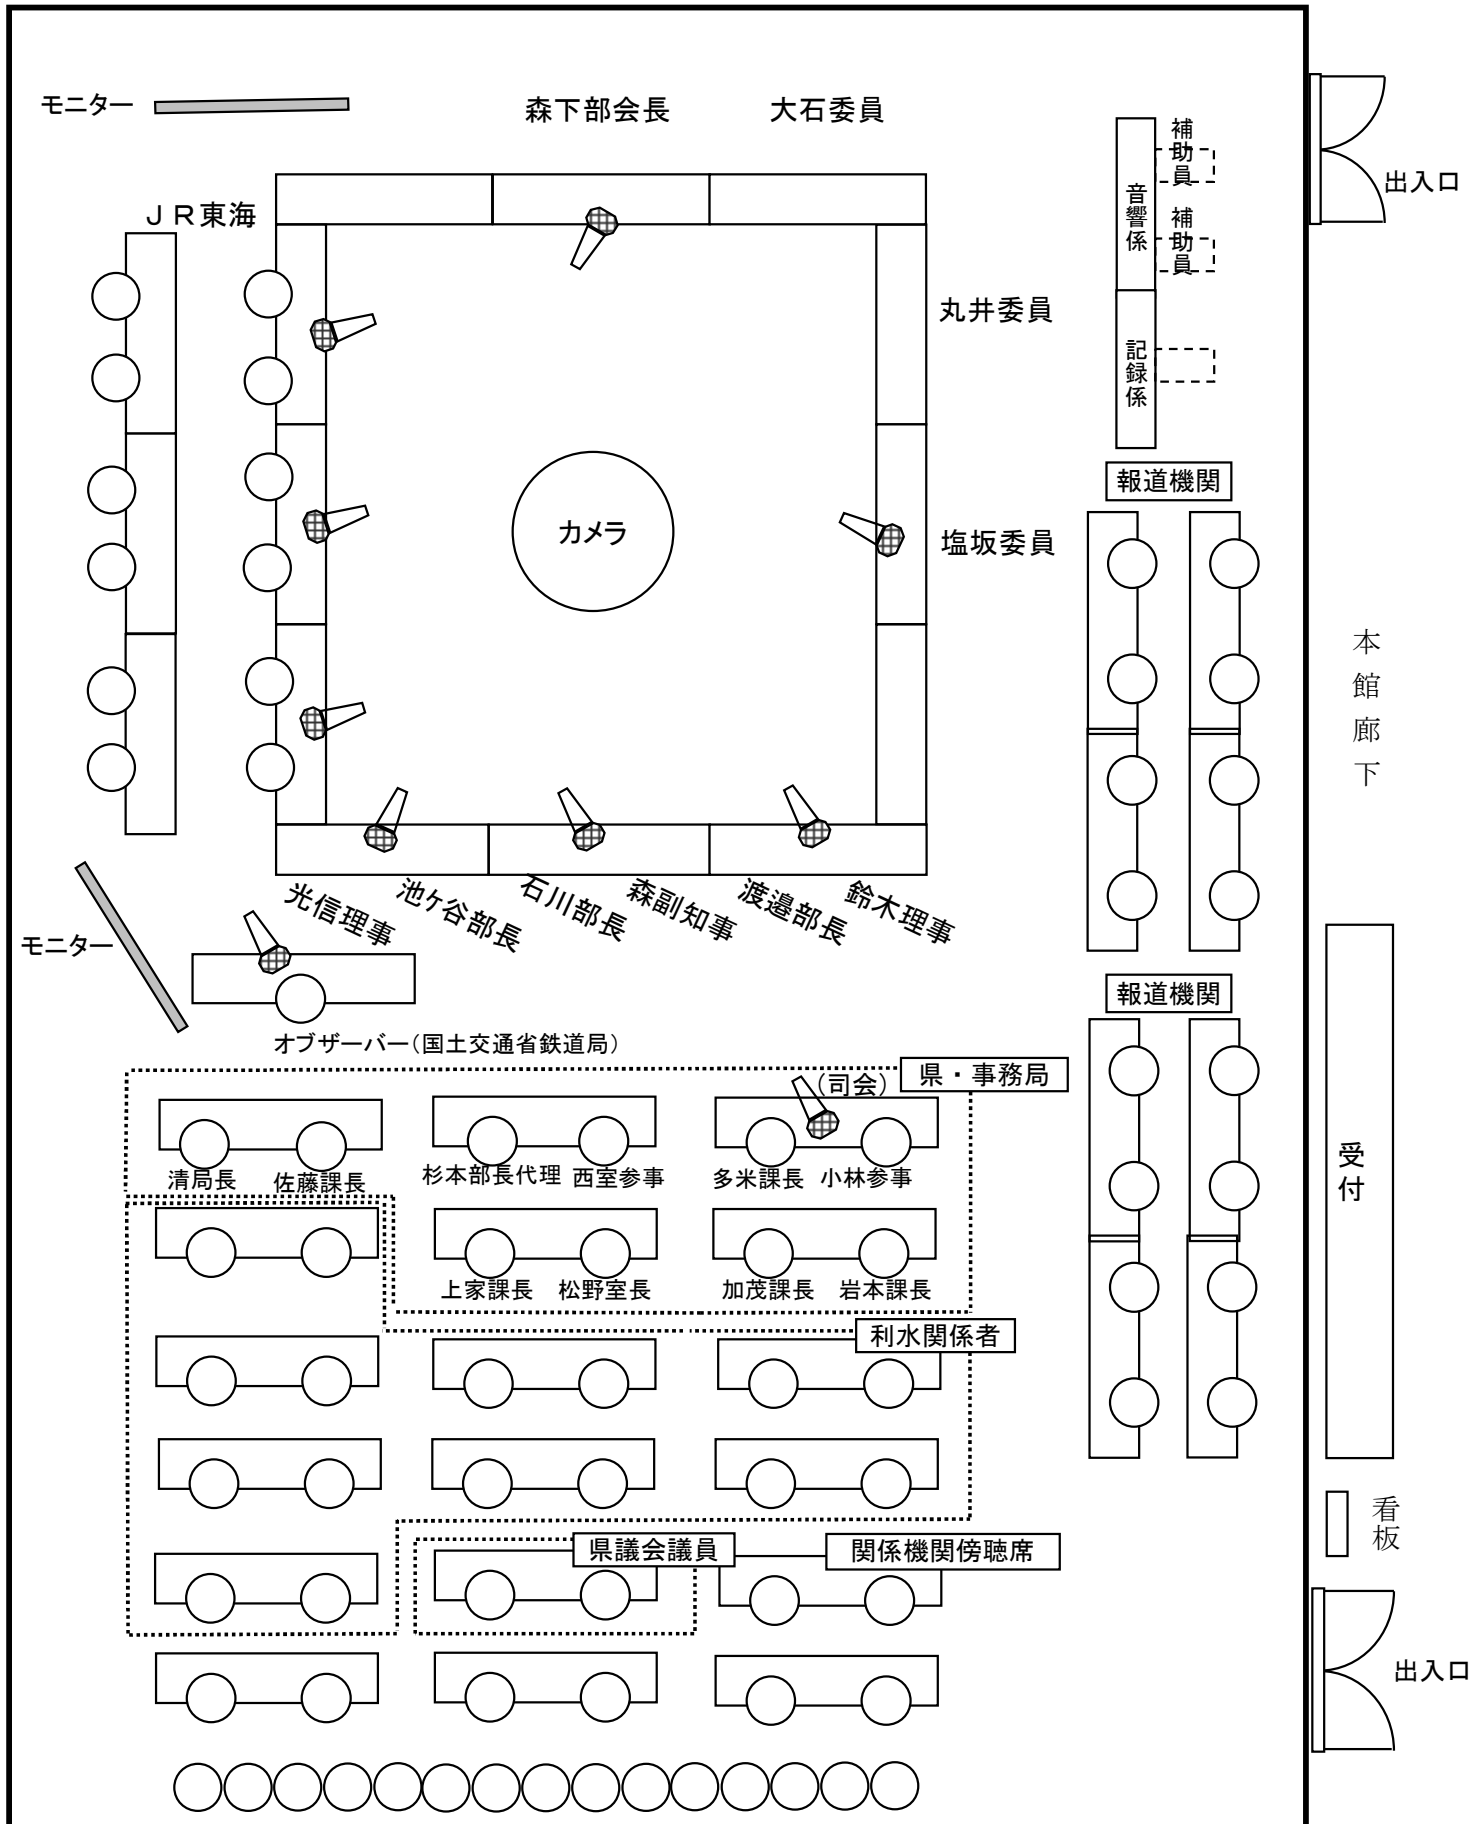 モニター
森下部会長
大石委員
補助員
出入口
ＪＲ東海
音響係
補助員
丸井委員
記録係
報道機関
カメラ
塩坂委員
本館廊下
光信理事
池ケ谷部長
石川部長
森副知事
渡邉部長
鈴木理事
モニター
報道機関
オブザーバー（国土交通省鉄道局）
県・事務局
（司会）
受付
清局長
佐藤課長
杉本部長代理
西室参事
多米課長
小林参事
上家課長
松野室長
加茂課長
岩本課長
利水関係者
看板
県議会議員
関係機関傍聴席
出入口